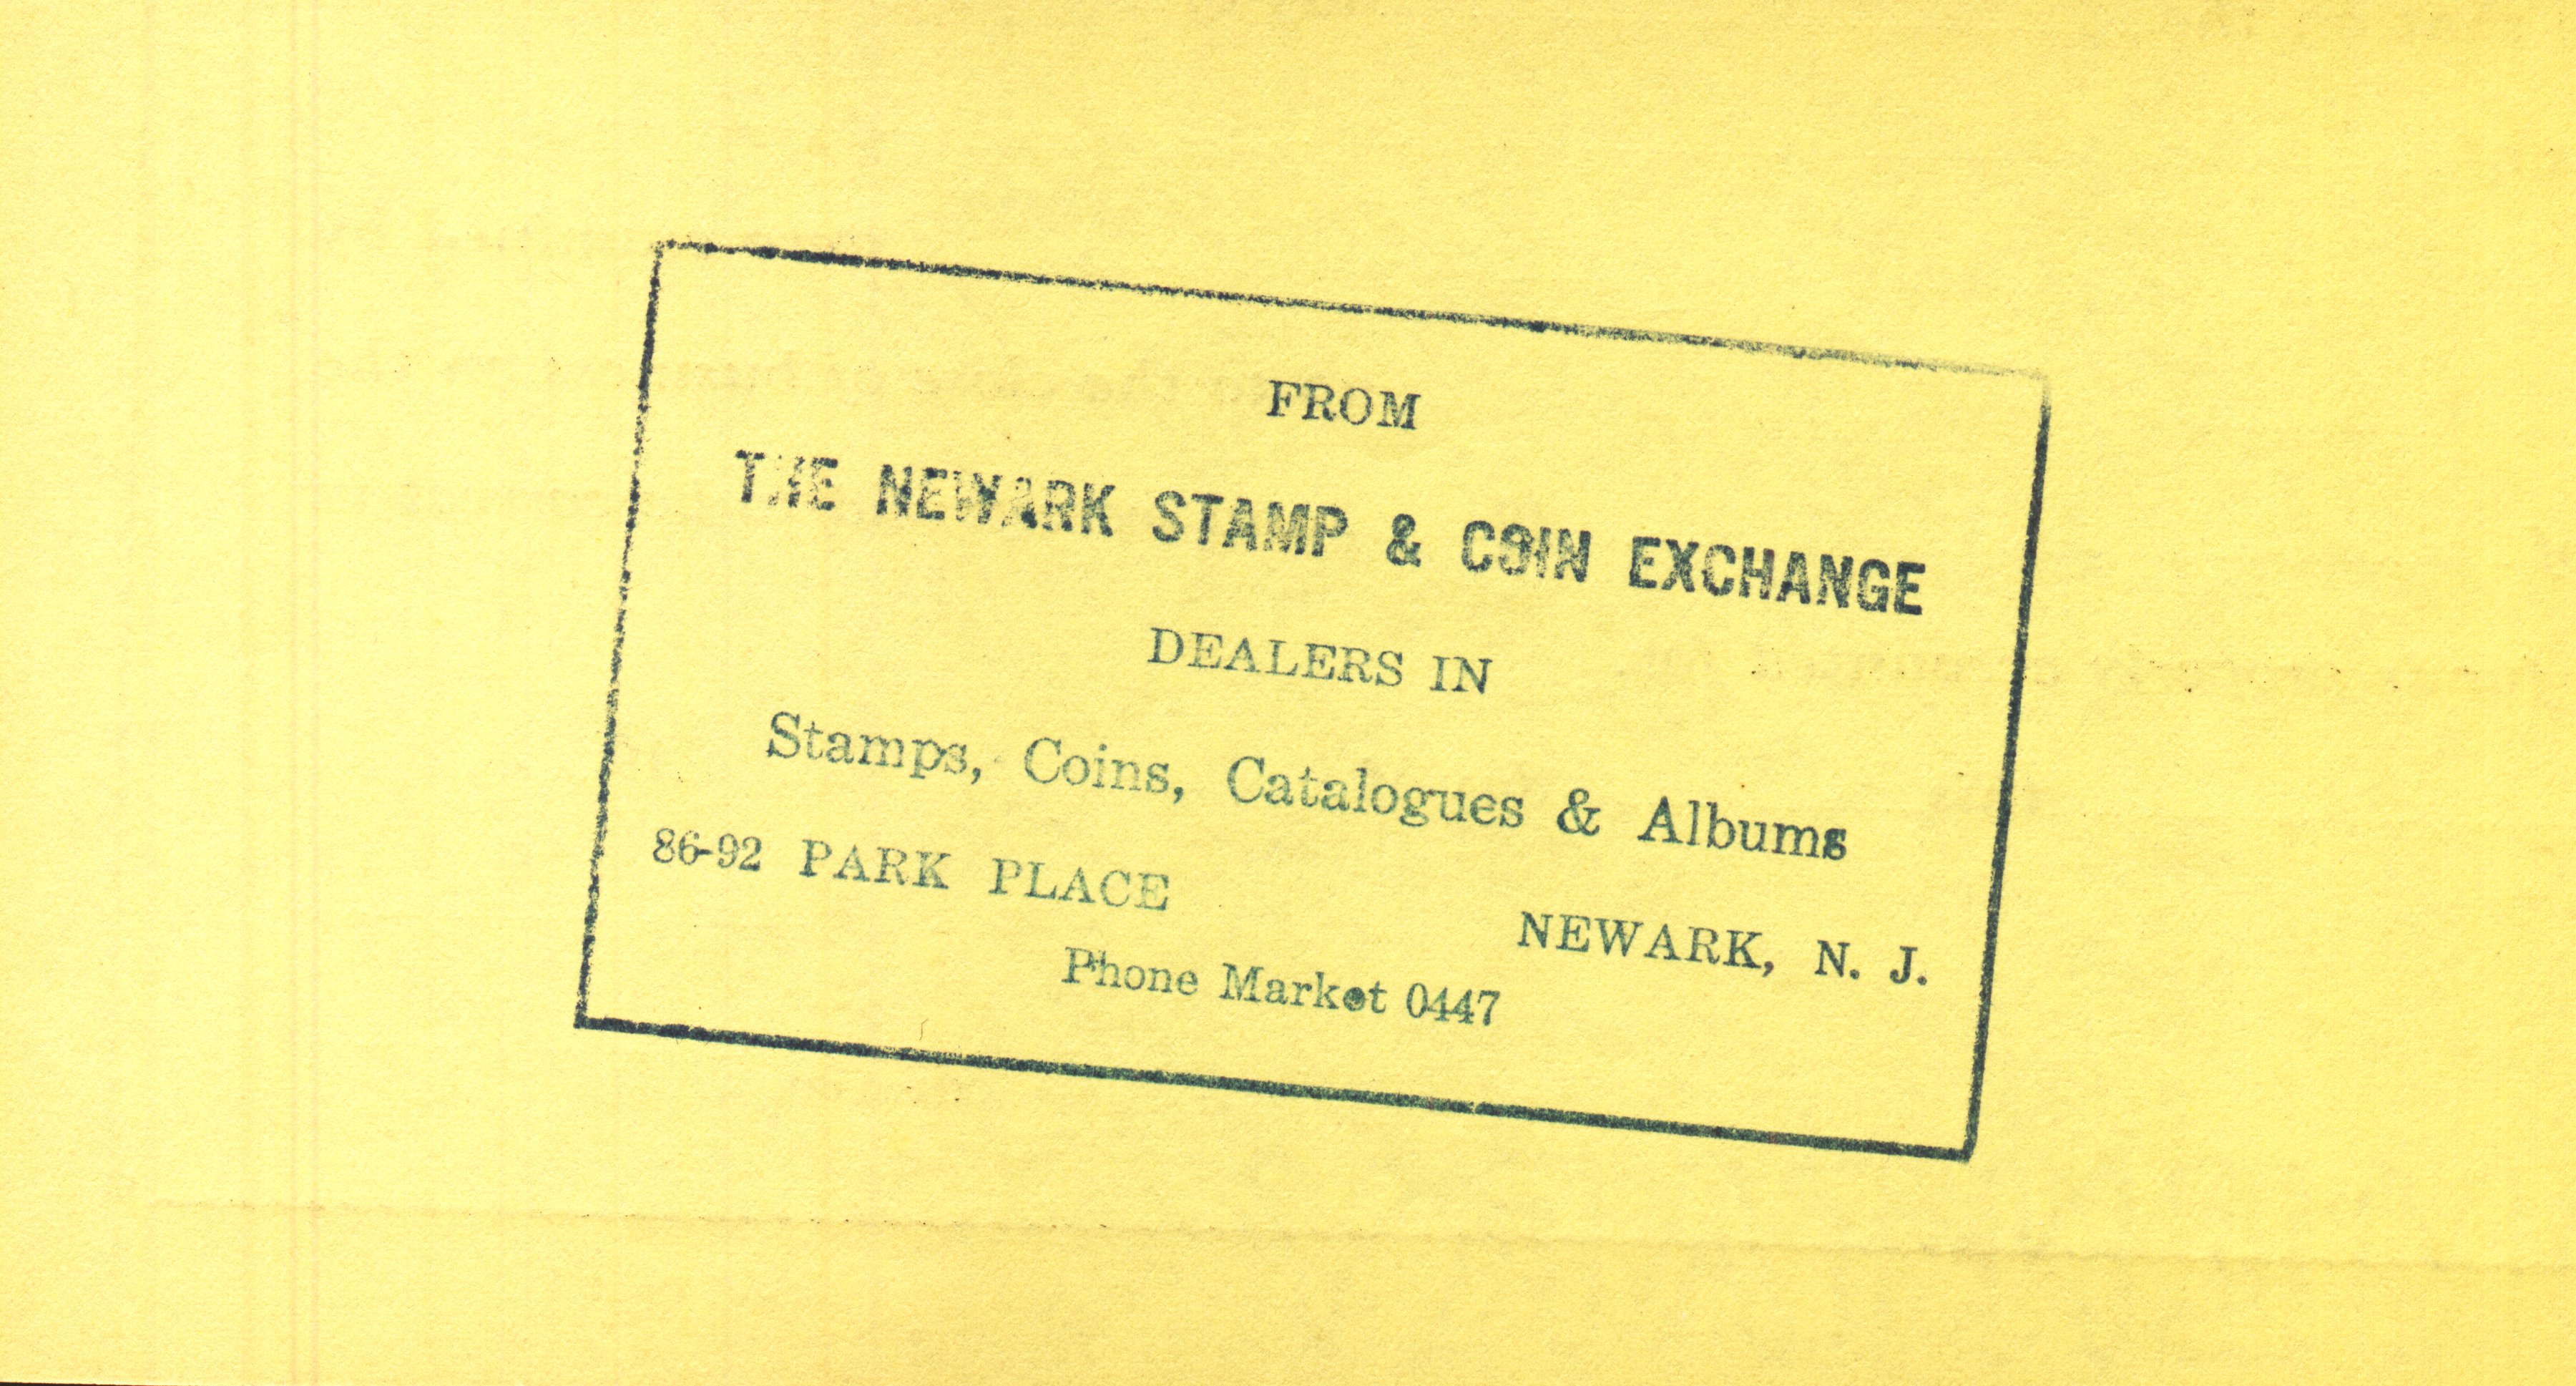 FROM
THE NEWARK STAMP & COIN EXCHANGE
DEALERS IN
Stamps, Coins, Catalogues & Albums
86-92 PARK PLACE NEWARK, N. J.
Phone Market 0447